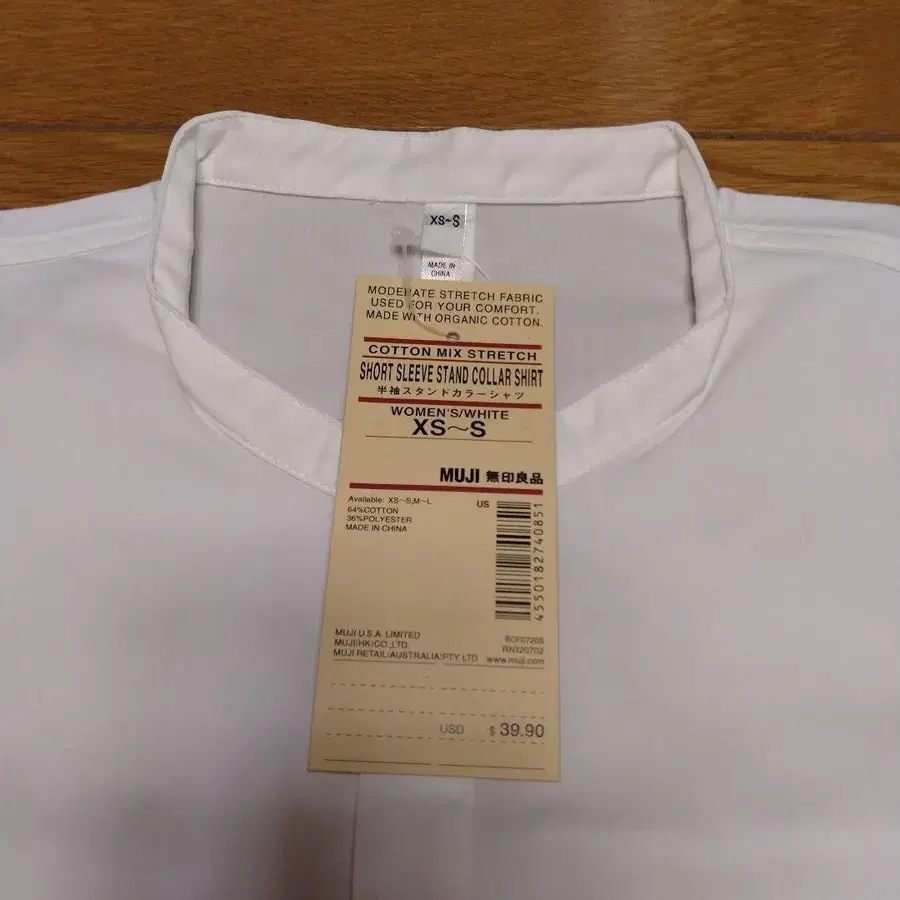 XS~S
MADE IN
CHINA
MODERATE STRETCH FABRIC
USED FOR YOUR COMFORT.
MADE WITH ORGANIC COTTON.
COTTON MIX STRETCH
SHORT SLEEVE STAND COLLAR SHIRT
半袖スタンドカラーシャツ
WOMEN'S/WHITE
XS~S
MUJI 無印良品
Available: XS~S,M~L
64%COTTON
36%POLYESTER
MADE IN CHINA
US
4550182740851
MUJI U.S.A. LIMITED
MUJI(HK)CO.,LTD.
MUJI RETAIL(AUSTRALIA)PTY LTD
RN120702
www.muji.com
USD $ 39.90